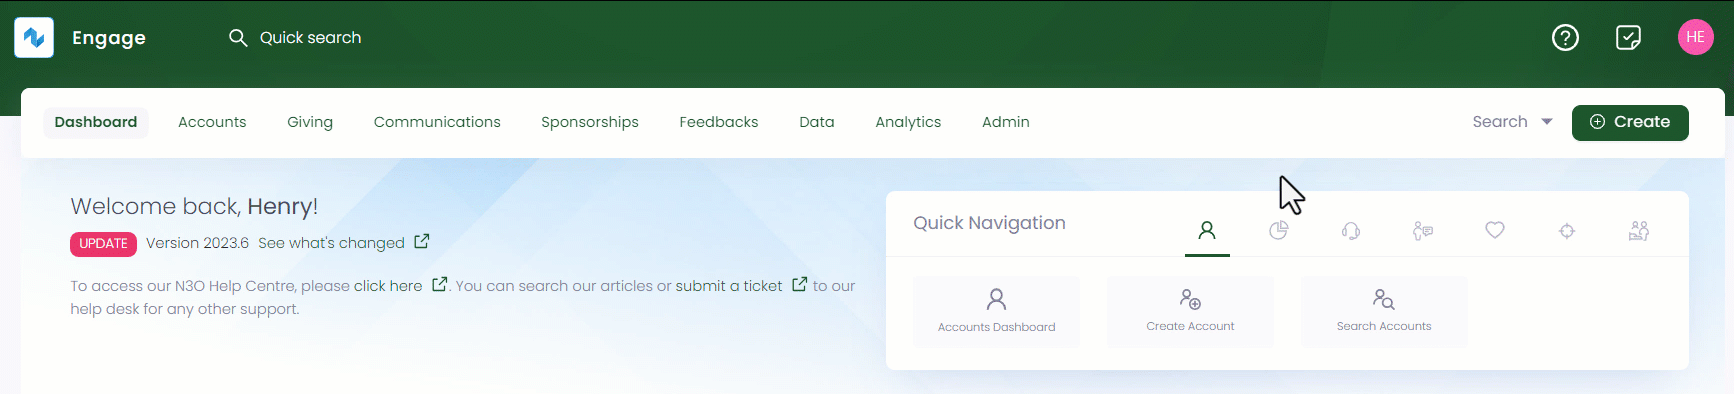 Engage
Quick search
HE
Dashboard Accounts Giving Communications Sponsorships Feedbacks Data Analytics Admin Search Create
Welcome back, Henry!
UPDATE Version 2023.6 See what's changed
To access our N3O Help Centre, please click here . You can search our articles or submit a ticket to our
help desk for any other support.
Quick Navigation
Accounts Dashboard
Create Account
Search Accounts